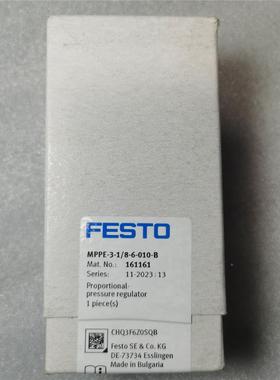 FESTO
MPPE-3-1/8-6-010-B
Mat. No.: 161161
Series: 11-2023:13
Proportional-
pressure regulator
1 piece(s)
CHQ3F6Z0SQB
Festo SE & Co. KG
DE-73734 Esslingen
Made in Bulgaria